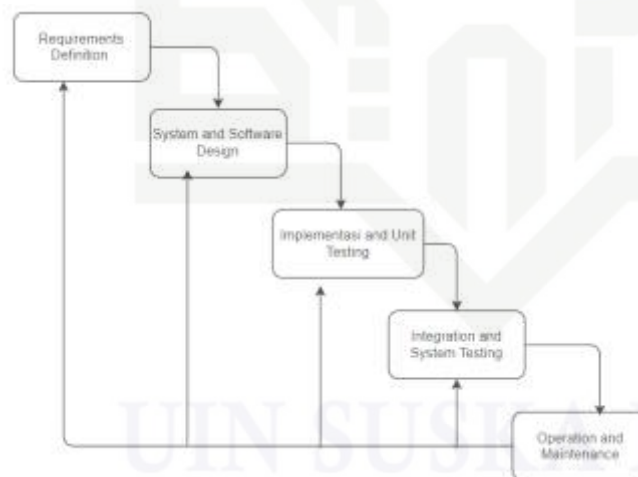 Requirements
Definition
System and Software
Design
Implementasi and Unit
Testing
Integration and
System Testing
Operation and
Maintenance
UIN SUSKA